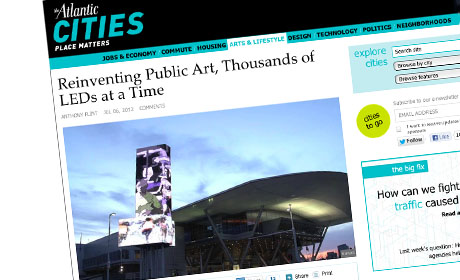 the Atlantic
CITIES
PLACE MATTERS
JOBS & ECONOMY COMMUTE HOUSING ARTS & LIFESTYLE DESIGN TECHNOLOGY POLITICS NEIGHBORHOODS
Reinventing Public Art, Thousands of
LEDs at a Time
ANTHONY FLINT JUL 06, 2012 COMMENTS
explore
cities
Search site
Browse by city
Browse features
cities
to go
Subscribe to our newsletter
EMAIL ADDRESS
I want to receive updates
sponsors
Follow
Like
the big fix
How can we fight
traffic caused
Read a
Last week's question: H
agencies help
Share
Print